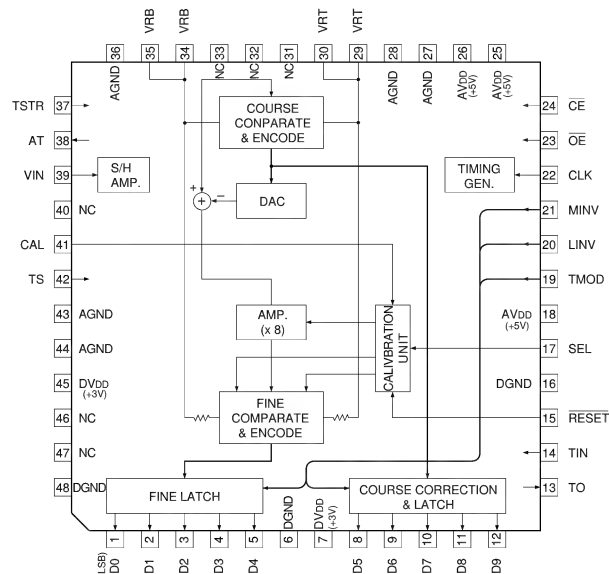 VRB
VRB
VRT
VRT
36
35
34
33
32
31
30
29
28
27
26
25
AGND
NC
NC
NC
AGND
AGND
AVDD
(+5V)
AVDD
(+5V)
TSTR
37
AT
38
VIN
39
40
NC
CAL
41
TS
42
43
AGND
44
AGND
45
DVDD
(+3V)
46
NC
47
NC
48
DGND
COURSE
CONPARATE
& ENCODE
S/H
AMP.
+
+
−
DAC
TIMING
GEN.
AMP.
(x 8)
CALIVBRATION
UNIT
FINE
COMPARATE
& ENCODE
FINE LATCH
COURSE CORRECTION
& LATCH
24
CE
23
OE
22
CLK
21
MINV
20
LINV
19
TMOD
AVDD
(+5V)
18
17
SEL
DGND
16
15
RESET
14
TIN
13
TO
DGND
DVDD
(+3V)
1
2
3
4
5
6
7
8
9
10
11
12
(LSB)
D0
D1
D2
D3
D4
D5
D6
D7
D8
D9